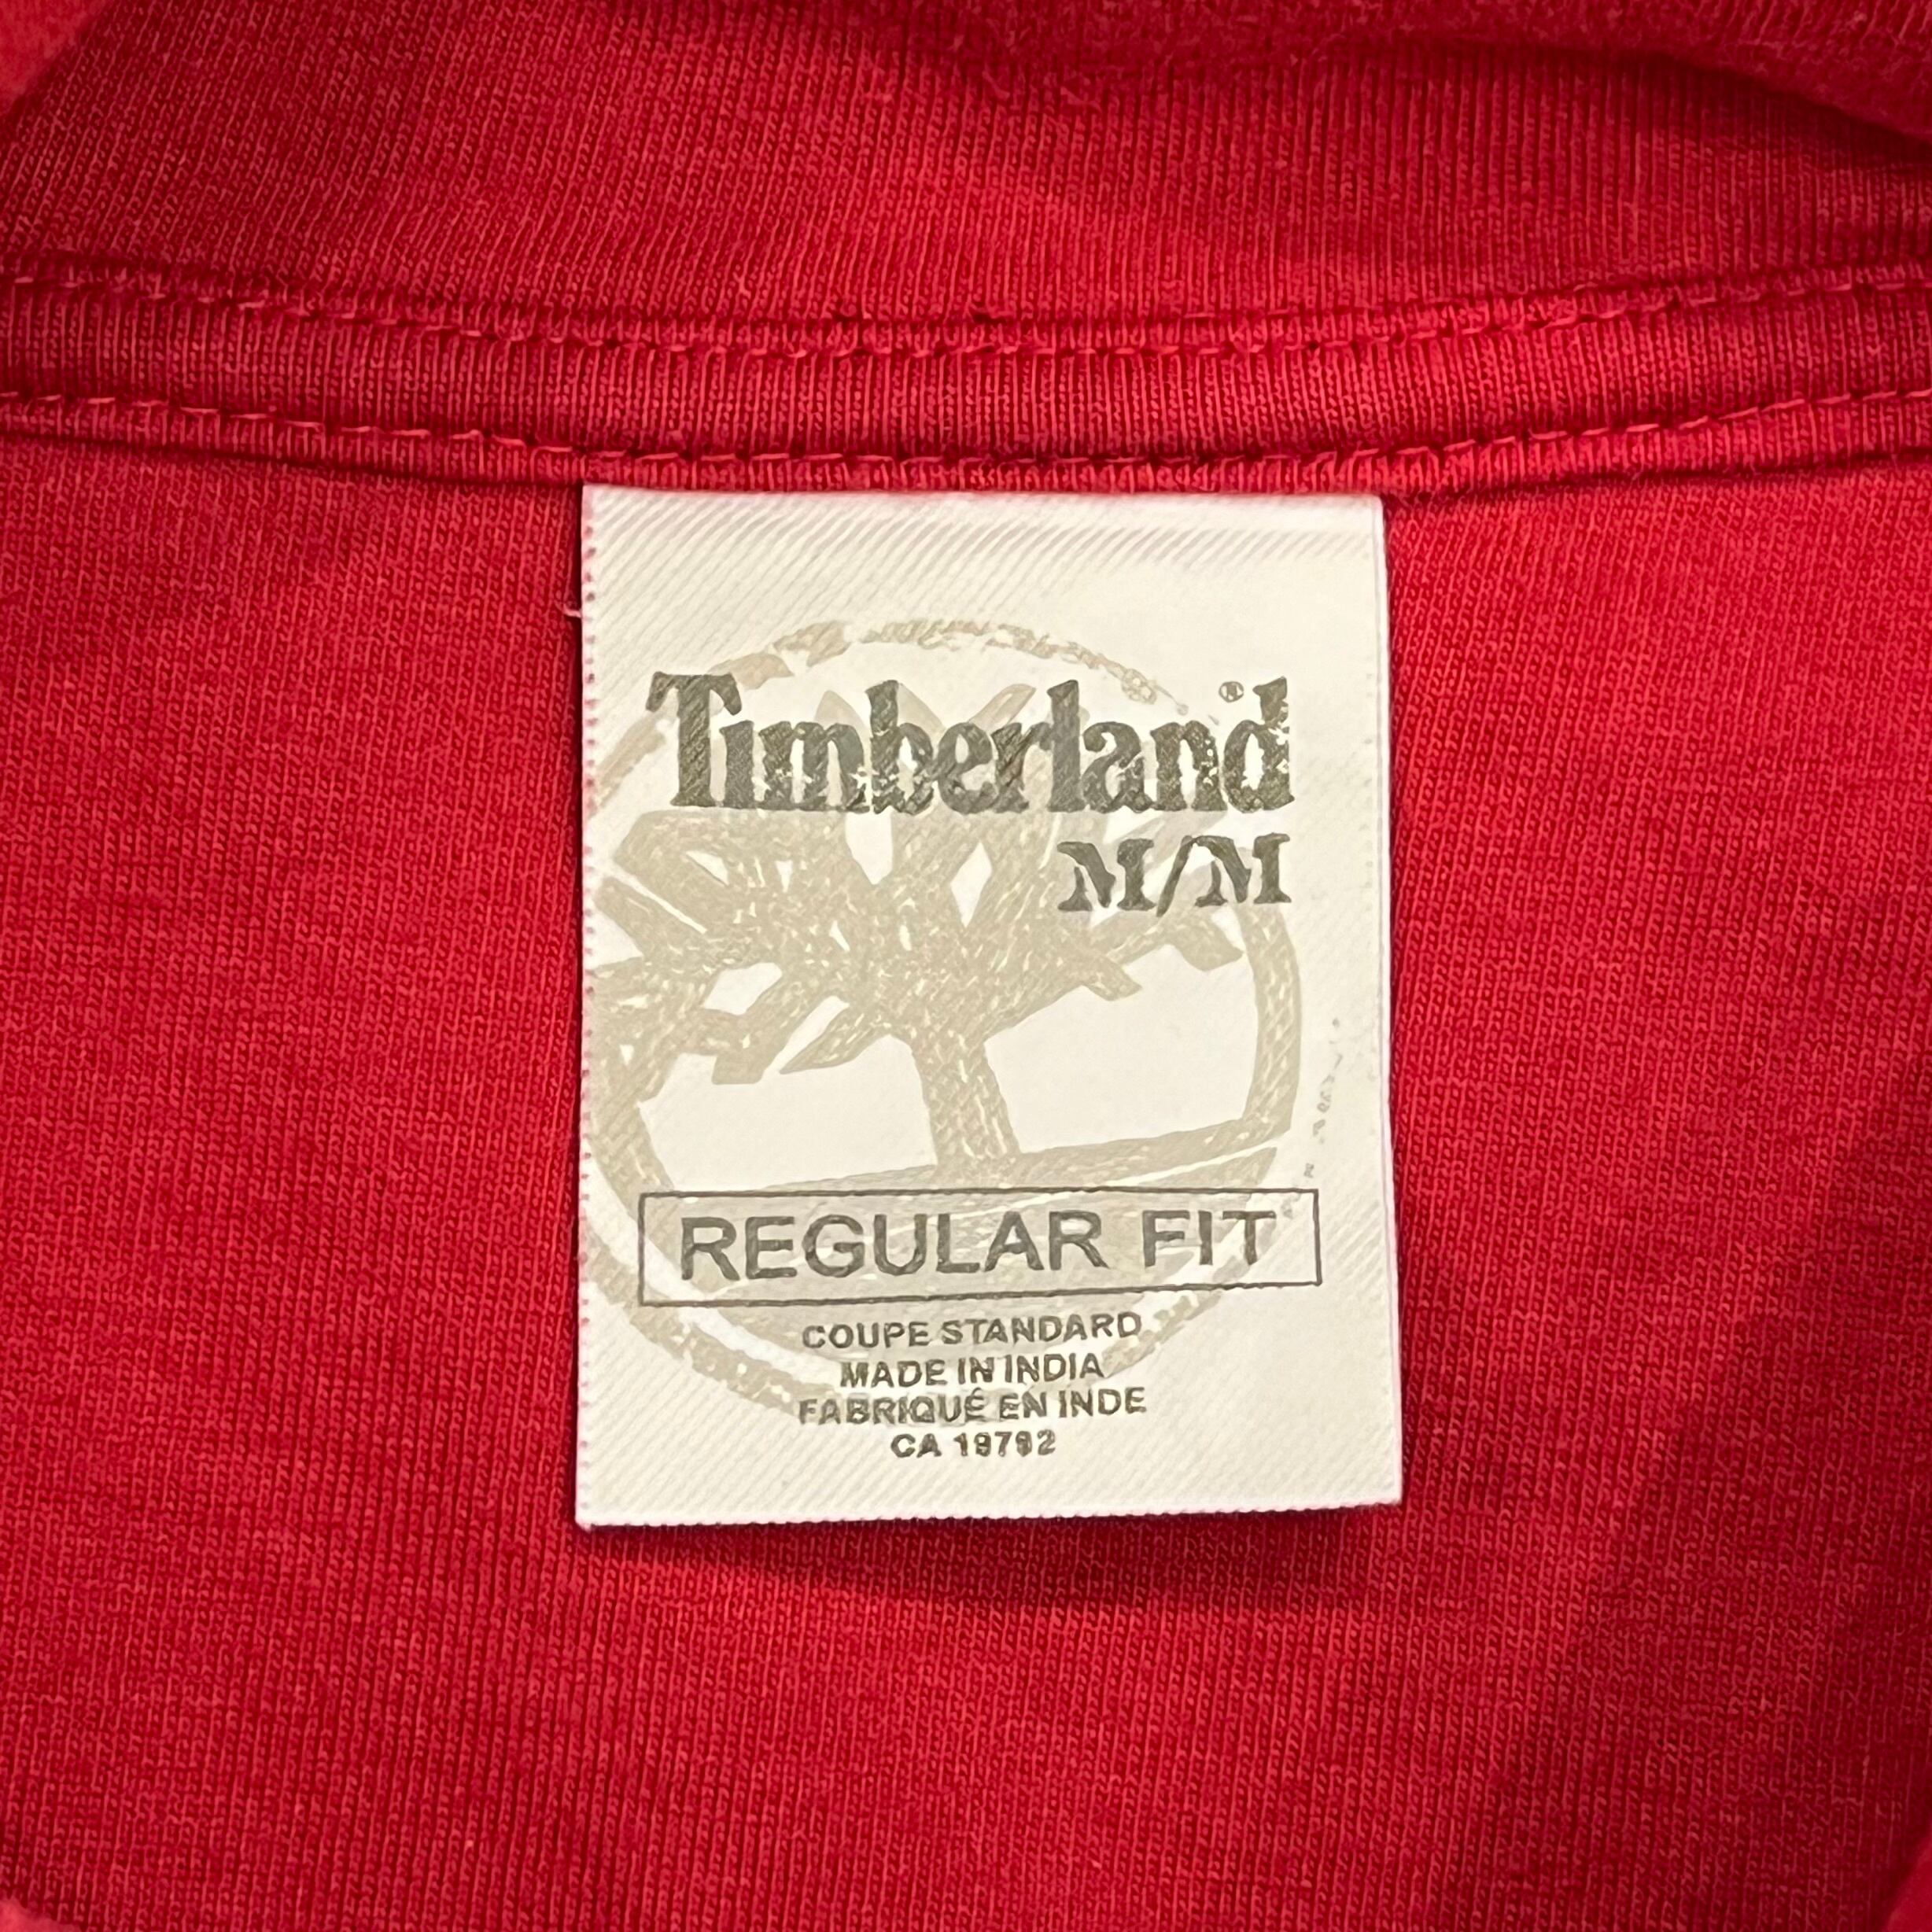 Timberland®
M/M
REGULAR FIT
COUPE STANDARD
MADE IN INDIA
FABRIQUÉ EN INDE
CA 19792